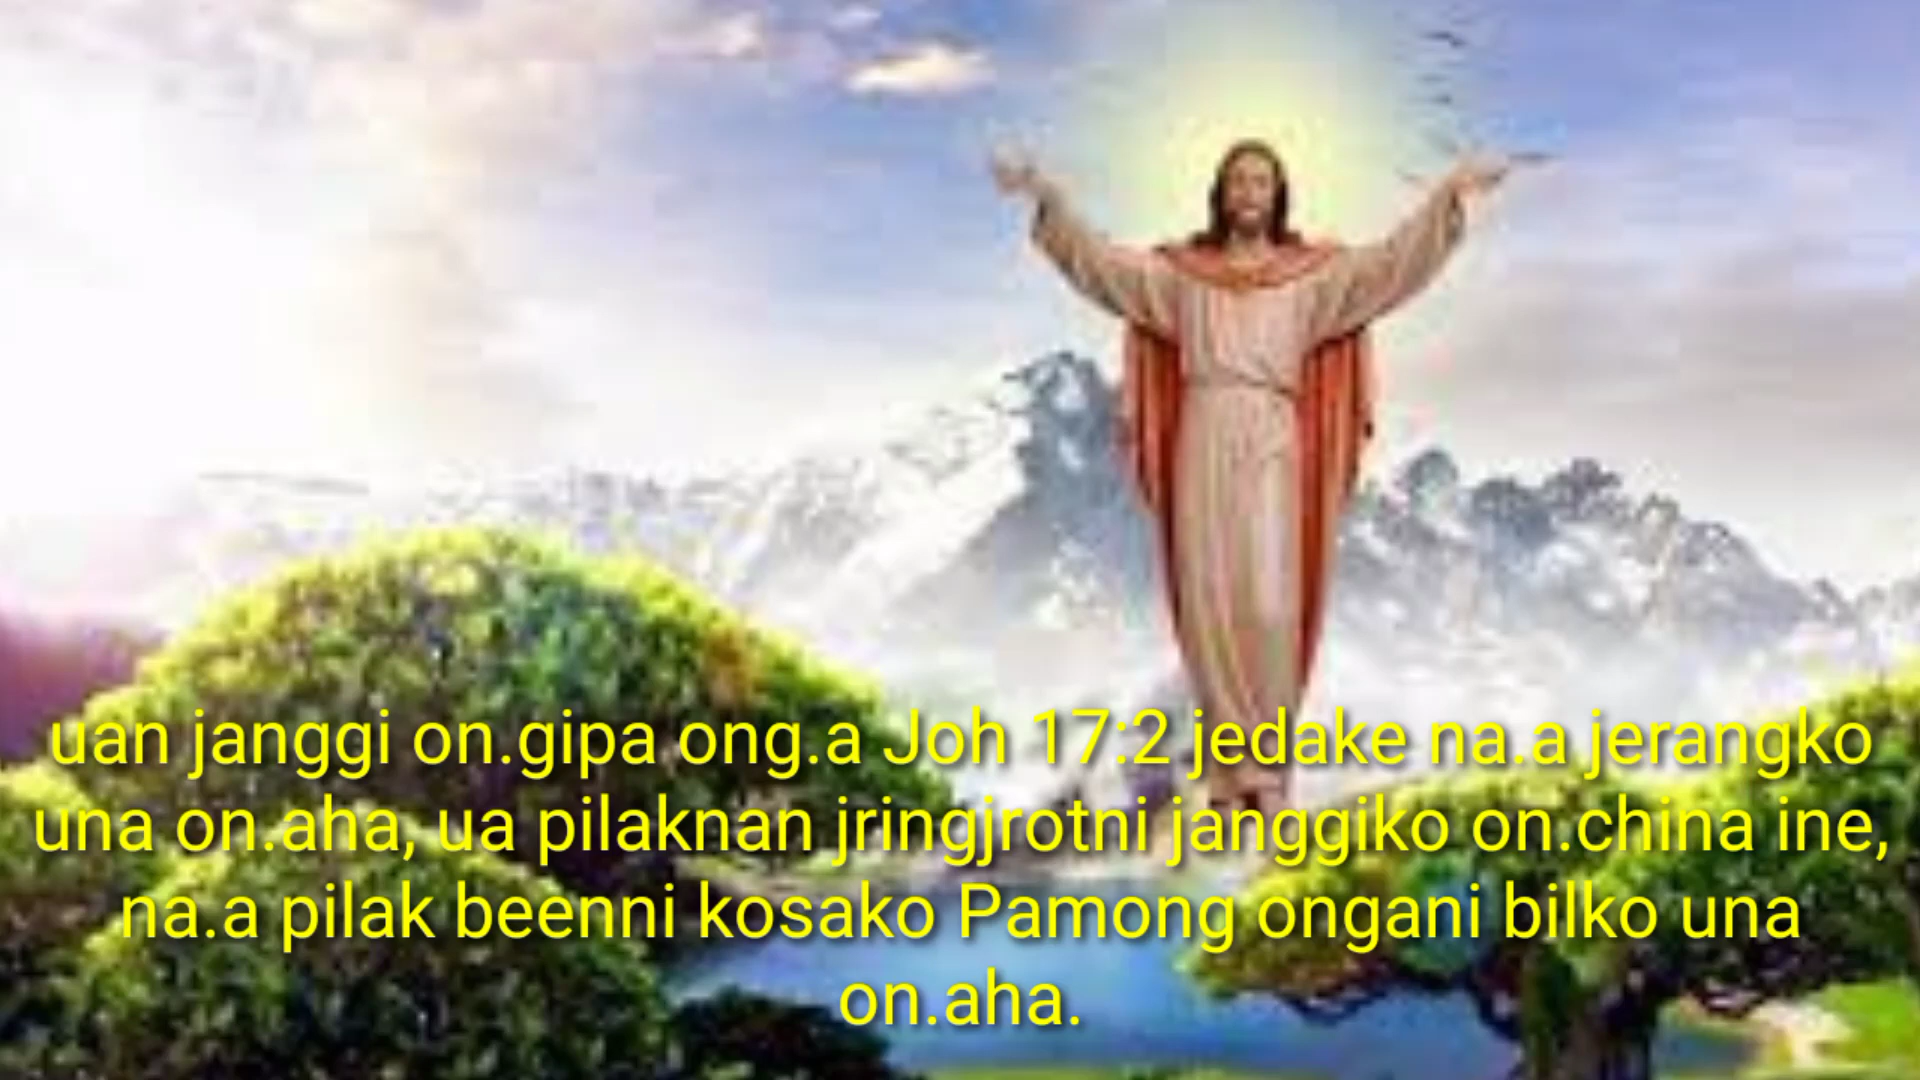 uan janggi on.gipa ong.a Joh 17:2 jedake na.a jerangko
una on.aha, ua pilaknan jringjrotni janggiko on.china ine,
na.a pilak beenni kosako Pamong ongani bilko una
on.aha.